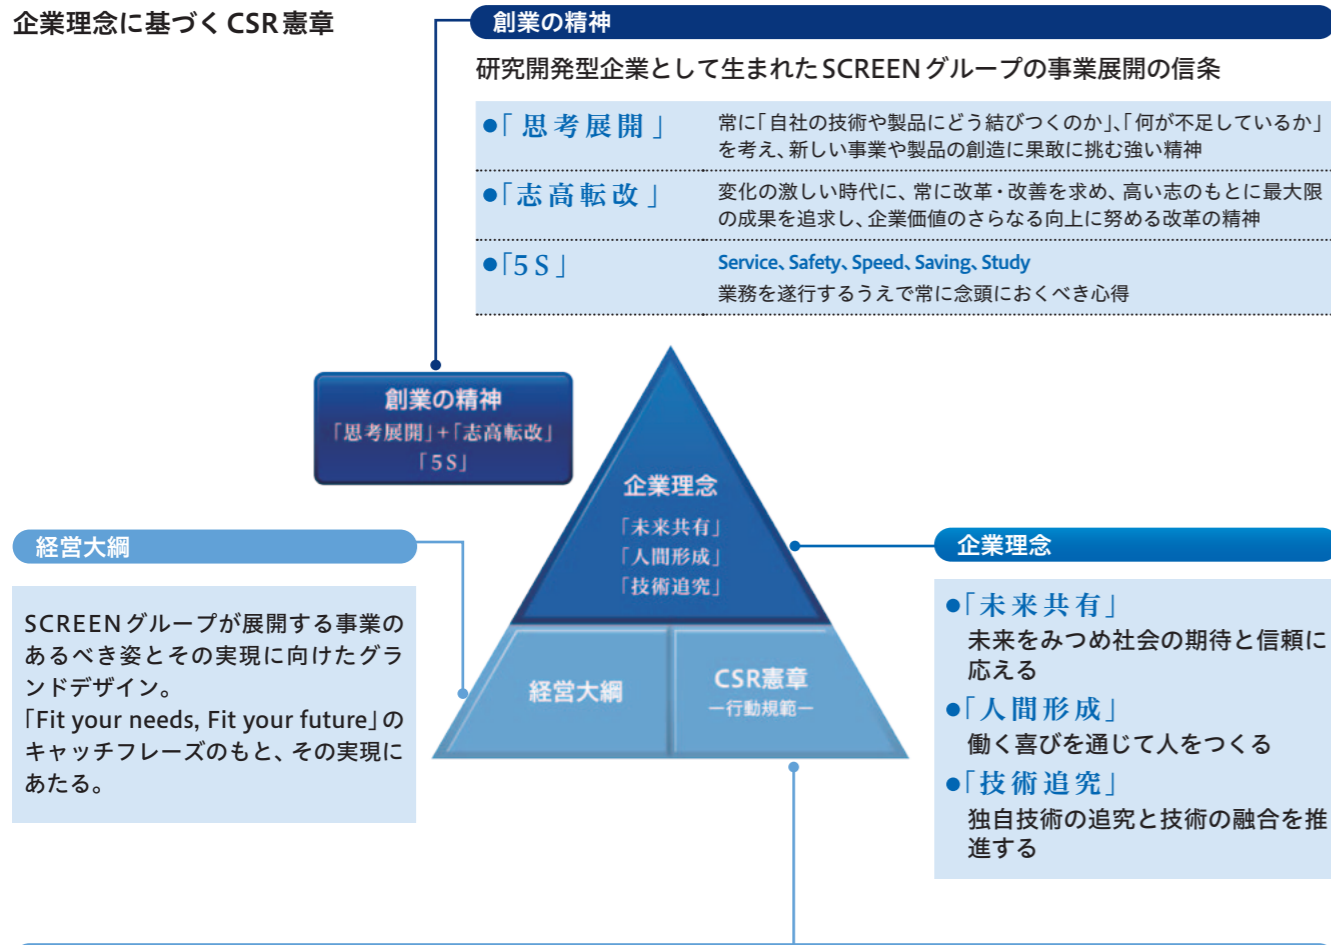 企業理念に基づくCSR憲章
創業の精神
研究開発型企業として生まれたSCREENグループの事業展開の信条
●「思考展開」
常に「自社の技術や製品にどう結びつくのか」、「何が不足しているか」
を考え、新しい事業や製品の創造に果敢に挑む強い精神
●「志高転改」
変化の激しい時代に、常に改革・改善を求め、高い志のもとに最大限
の成果を追求し、企業価値のさらなる向上に努める改革の精神
●「5S」
Service、Safety、Speed、Saving、Study
業務を遂行するうえで常に念頭におくべき心得
創業の精神
「思考展開」+「志高転改」
「5S」
企業理念
「未来共有」
「人間形成」
「技術追究」
経営大綱
CSR憲章
ー行動規範ー
経営大綱
SCREENグループが展開する事業の
あるべき姿とその実現に向けたグラ
ンドデザイン。
「Fit your needs, Fit your future」の
キャッチフレーズのもと、その実現に
あたる。
企業理念
●「未来共有」
未来をみつめ社会の期待と信頼に
応える
●「人間形成」
働く喜びを通じて人をつくる
●「技術追究」
独自技術の追究と技術の融合を推
進する